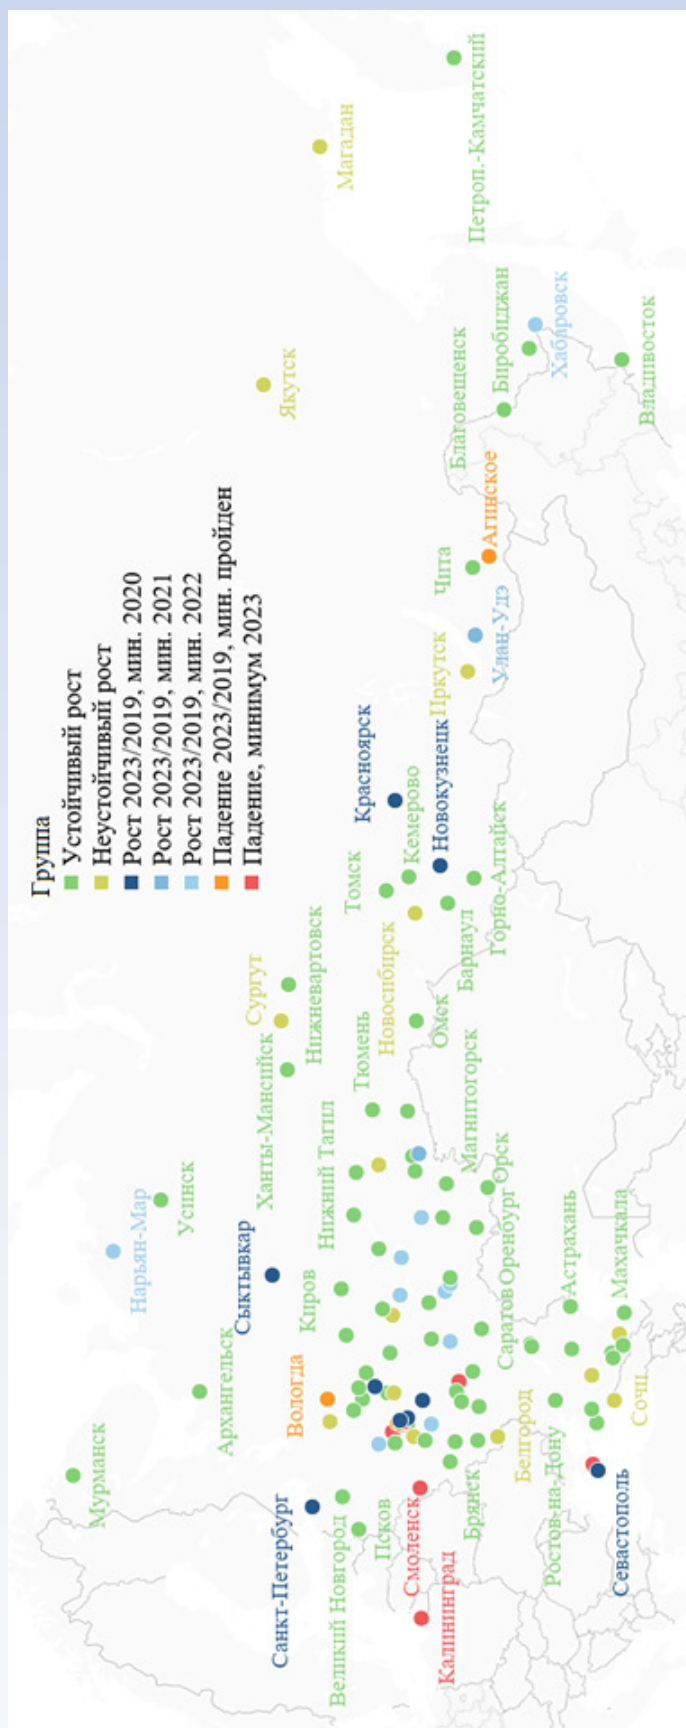 Группа
Устойчивый рост
Неустойчивый рост
Рост 2023/2019, мин. 2020
Рост 2023/2019, мин. 2021
Рост 2023/2019, мин. 2022
Падение 2023/2019, мин. пройден
Падение, минимум 2023
Мурманск
Нарьян-Мар
Архангельск
Усинск
Якутск
Магадан
Санкт-Петербург
Вологда
Сыктывкар
Ханты-Мансийск
Сургут
Нижневартовск
Великий Новгород
Псков
Киров
Нижний Тагил
Тюмень
Новосибирск
Томск
Кемерово
Красноярск
Калининград
Смоленск
Брянск
Магнитогорск
Омск
Барнаул
Новокузнецк
Горно-Алтайск
Иркутск
Улан-Удэ
Чита
Агинское
Благовещенск
Биробиджан
Хабаровск
Петроп.-Камчатский
Владивосток
Белгород
Саратов
Оренбург
Орск
Ростов-на-Дону
Астрахань
Севастополь
Сочи
Махачкала